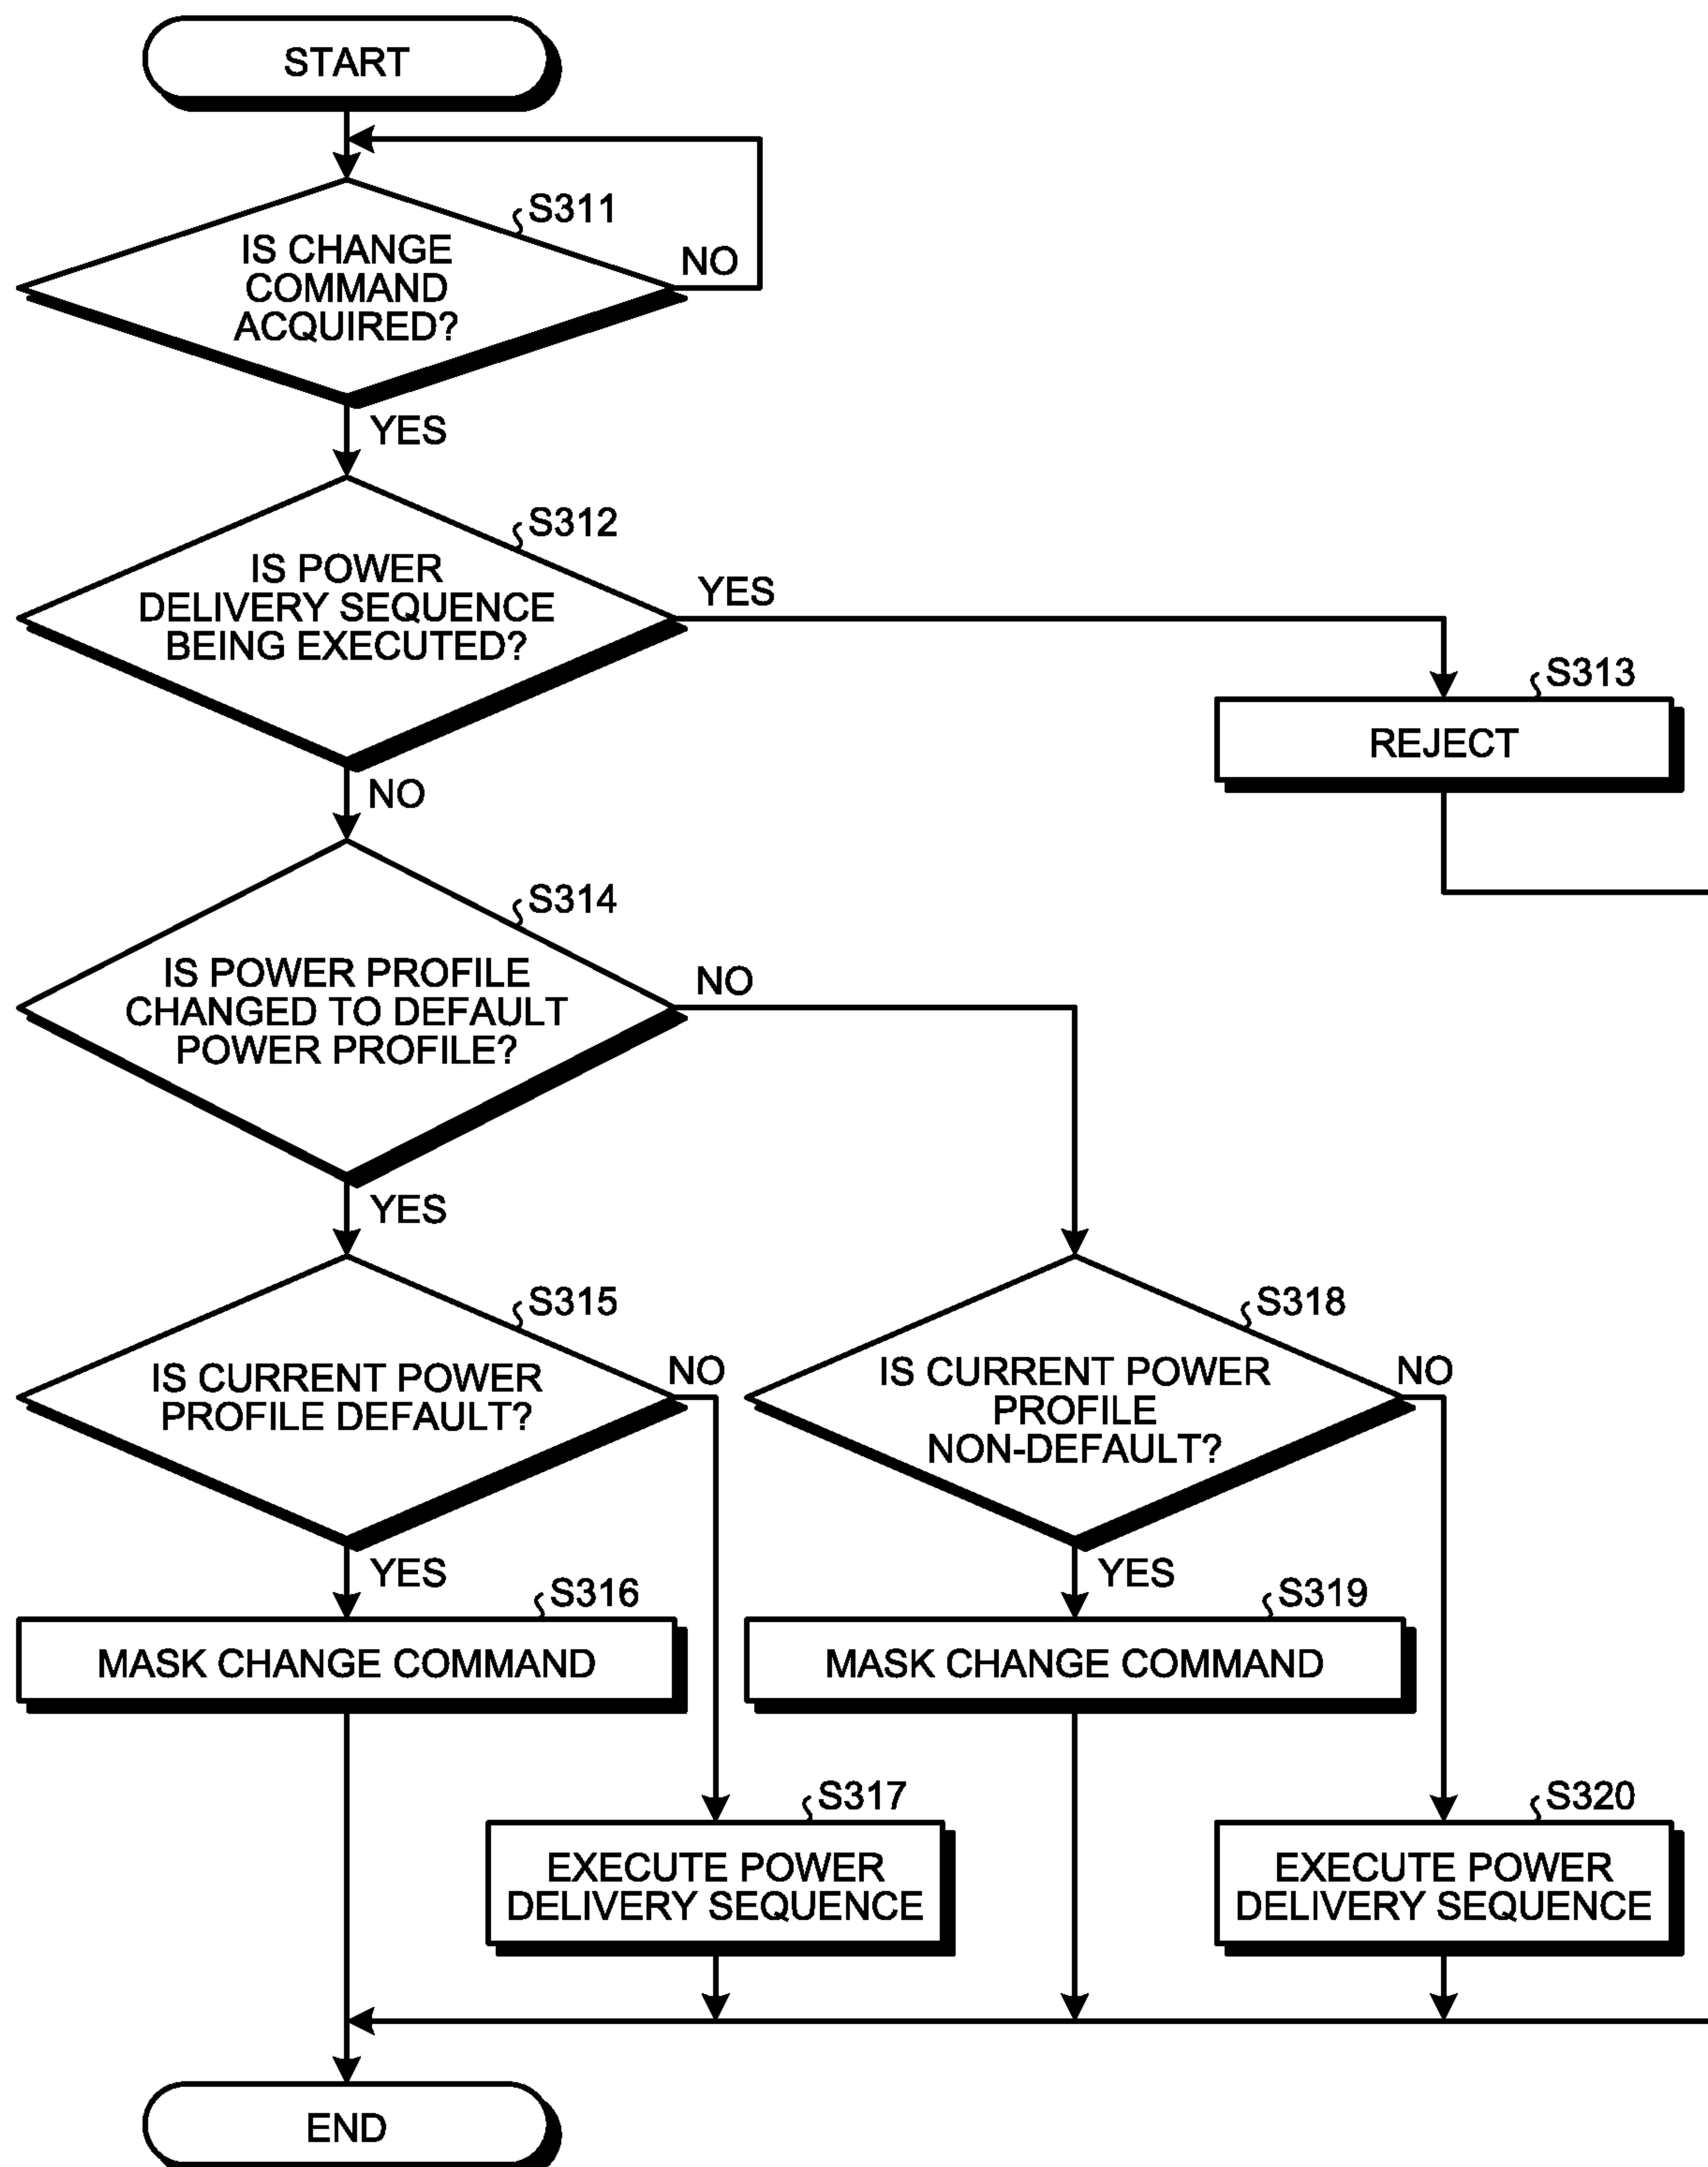 START
S311
IS CHANGE
COMMAND
ACQUIRED?
NO
YES
S312
IS POWER
DELIVERY SEQUENCE
BEING EXECUTED?
YES
S313
REJECT
NO
S314
IS POWER PROFILE
CHANGED TO DEFAULT
POWER PROFILE?
NO
YES
S315
IS CURRENT POWER
PROFILE DEFAULT?
NO
S318
IS CURRENT POWER
PROFILE
NON-DEFAULT?
NO
YES
YES
S316
MASK CHANGE COMMAND
S319
MASK CHANGE COMMAND
S317
EXECUTE POWER
DELIVERY SEQUENCE
S320
EXECUTE POWER
DELIVERY SEQUENCE
END